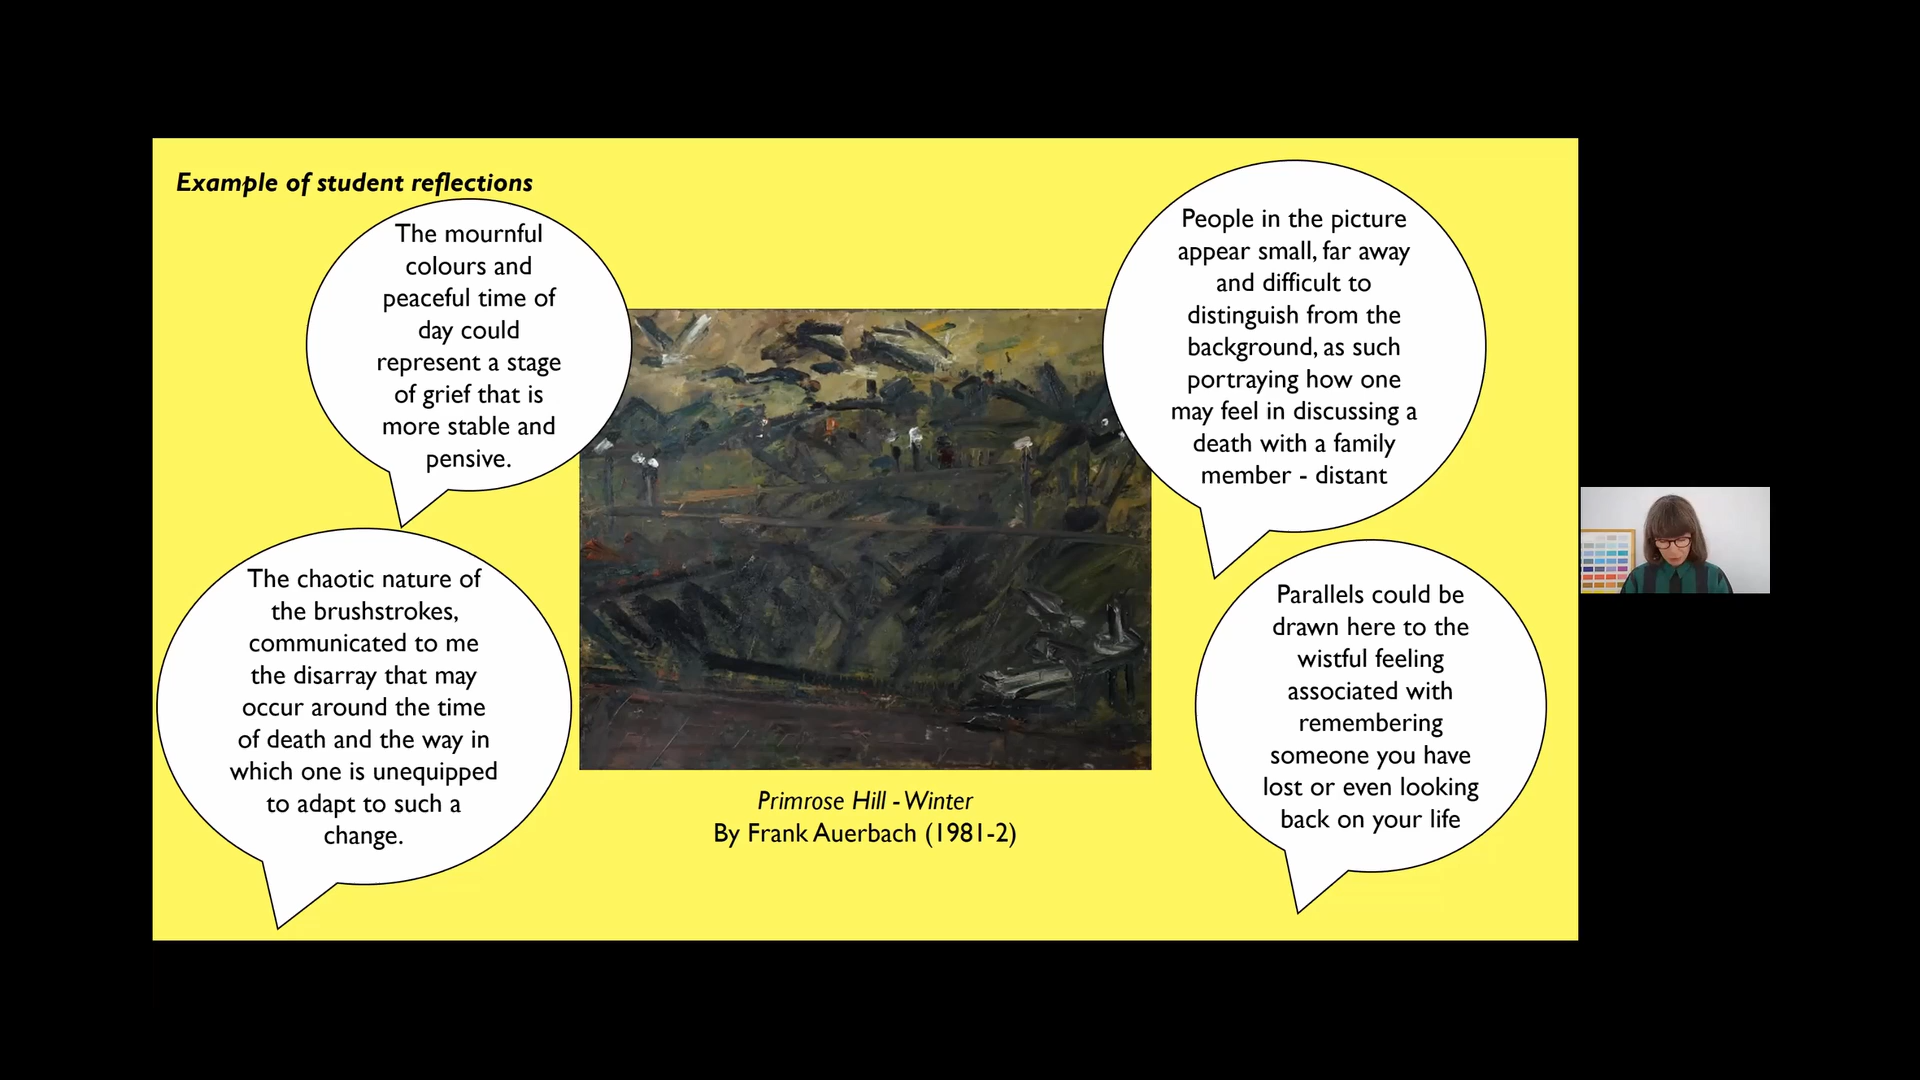 Example of student reflections
The mournful
colours and
peaceful time of
day could
represent a stage
of grief that is
more stable and
pensive.
The chaotic nature of
the brushstrokes,
communicated to me
the disarray that may
occur around the time
of death and the way in
which one is unequipped
to adapt to such a
change.
Primrose Hill - Winter
By Frank Auerbach (1981-2)
People in the picture
appear small, far away
and difficult to
distinguish from the
background, as such
portraying how one
may feel in discussing a
death with a family
member - distant
Parallels could be
drawn here to the
wistful feeling
associated with
remembering
someone you have
lost or even looking
back on your life